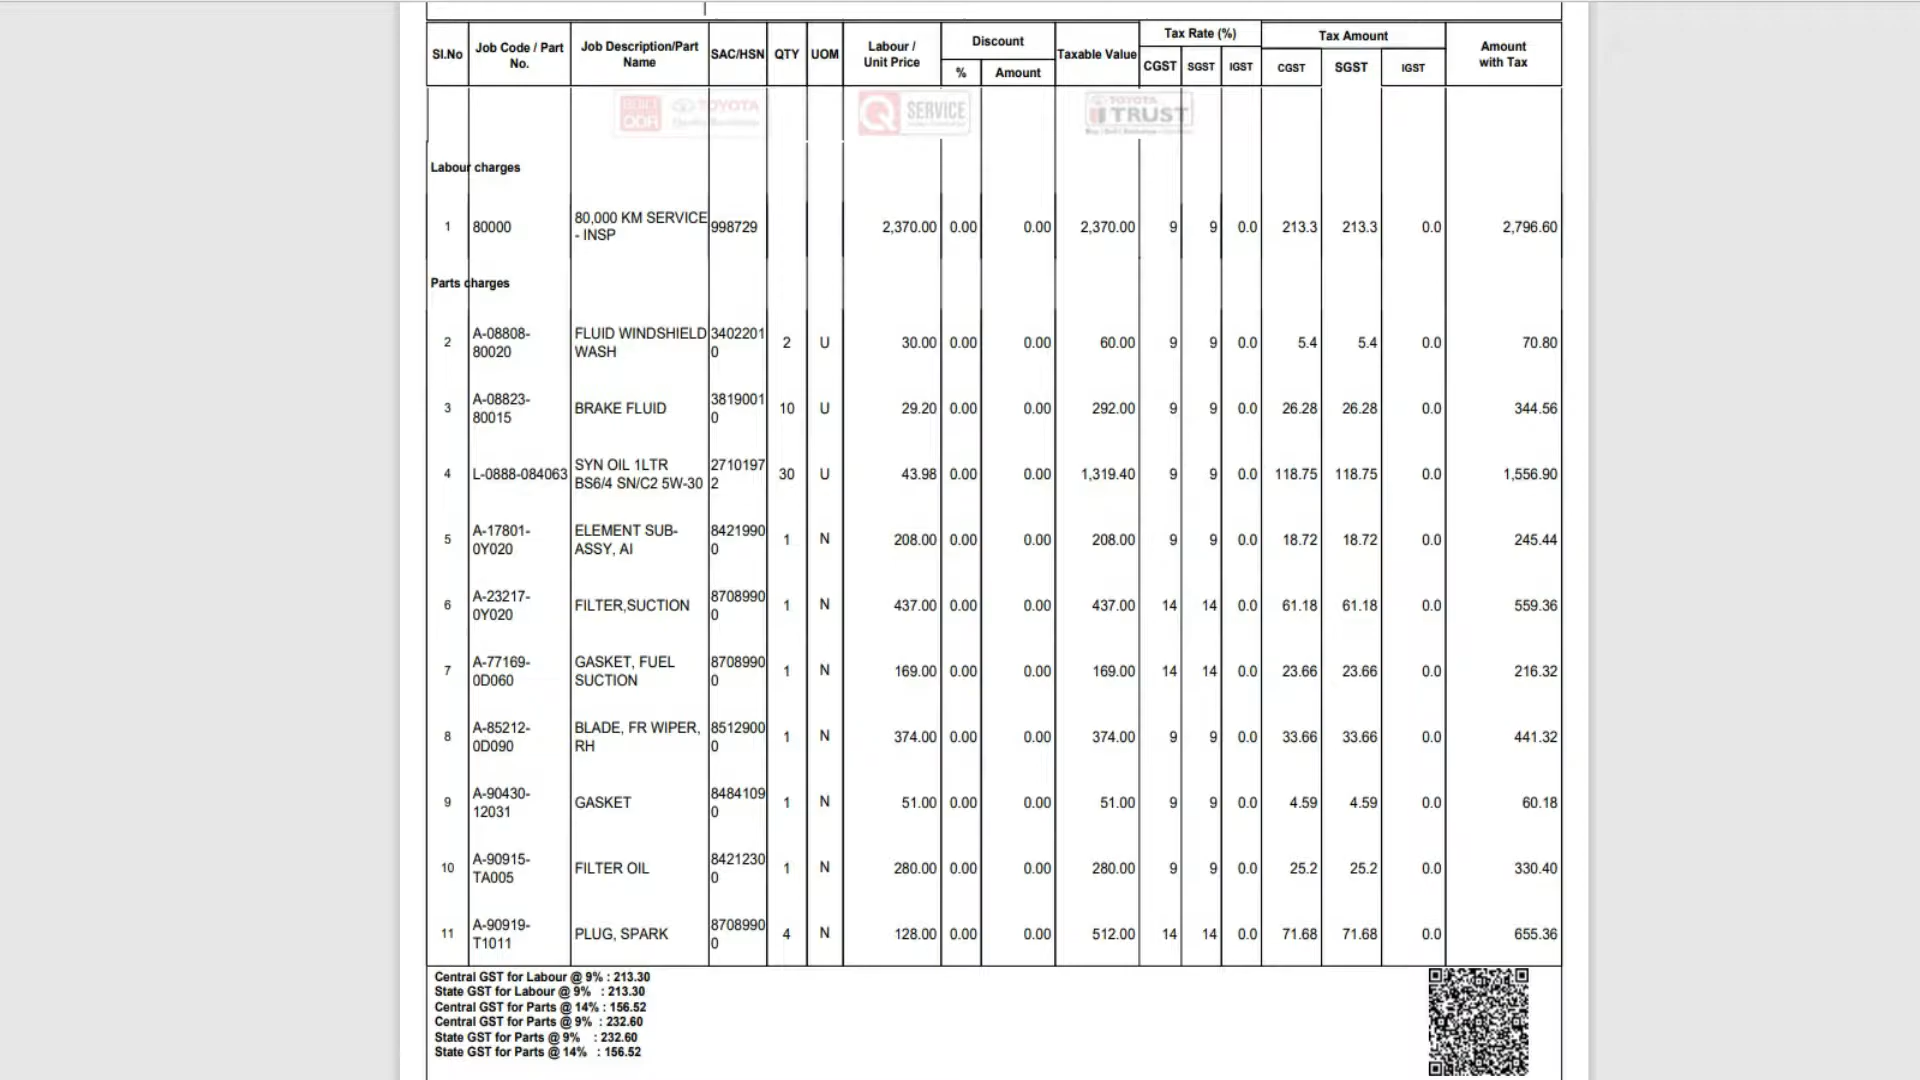 Sl.No Job Code / Part No. Job Description/Part Name SAC/HSN QTY UOM Labour / Unit Price Discount % Amount Taxable Value Tax Rate (%) CGST SGST IGST Tax Amount CGST SGST IGST Amount with Tax
TOYOTA Q SERVICE TOYOTA U TRUST
Labour charges
1 80000 80,000 KM SERVICE - INSP 998729 2,370.00 0.00 0.00 2,370.00 9 9 0.0 213.3 213.3 0.0 2,796.60
Parts charges
2 A-08808-80020 FLUID WINDSHIELD WASH 34022010 2 U 30.00 0.00 0.00 60.00 9 9 0.0 5.4 5.4 0.0 70.80
3 A-08823-80015 BRAKE FLUID 38190010 10 U 29.20 0.00 0.00 292.00 9 9 0.0 26.28 26.28 0.0 344.56
4 L-0888-084063 SYN OIL 1LTR BS6/4 SN/C2 5W-30 27101972 30 U 43.98 0.00 0.00 1,319.40 9 9 0.0 118.75 118.75 0.0 1,556.90
5 A-17801-0Y020 ELEMENT SUB-ASSY, AI 84219900 1 N 208.00 0.00 0.00 208.00 9 9 0.0 18.72 18.72 0.0 245.44
6 A-23217-0Y020 FILTER,SUCTION 87089900 1 N 437.00 0.00 0.00 437.00 14 14 0.0 61.18 61.18 0.0 559.36
7 A-77169-0D060 GASKET, FUEL SUCTION 87089900 1 N 169.00 0.00 0.00 169.00 14 14 0.0 23.66 23.66 0.0 216.32
8 A-85212-0D090 BLADE, FR WIPER, RH 85129000 1 N 374.00 0.00 0.00 374.00 9 9 0.0 33.66 33.66 0.0 441.32
9 A-90430-12031 GASKET 84841090 1 N 51.00 0.00 0.00 51.00 9 9 0.0 4.59 4.59 0.0 60.18
10 A-90915-TA005 FILTER OIL 84212300 1 N 280.00 0.00 0.00 280.00 9 9 0.0 25.2 25.2 0.0 330.40
11 A-90919-T1011 PLUG, SPARK 87089900 4 N 128.00 0.00 0.00 512.00 14 14 0.0 71.68 71.68 0.0 655.36
Central GST for Labour @ 9% : 213.30
State GST for Labour @ 9% : 213.30
Central GST for Parts @ 14% : 156.52
Central GST for Parts @ 9% : 232.60
State GST for Parts @ 9% : 232.60
State GST for Parts @ 14% : 156.52